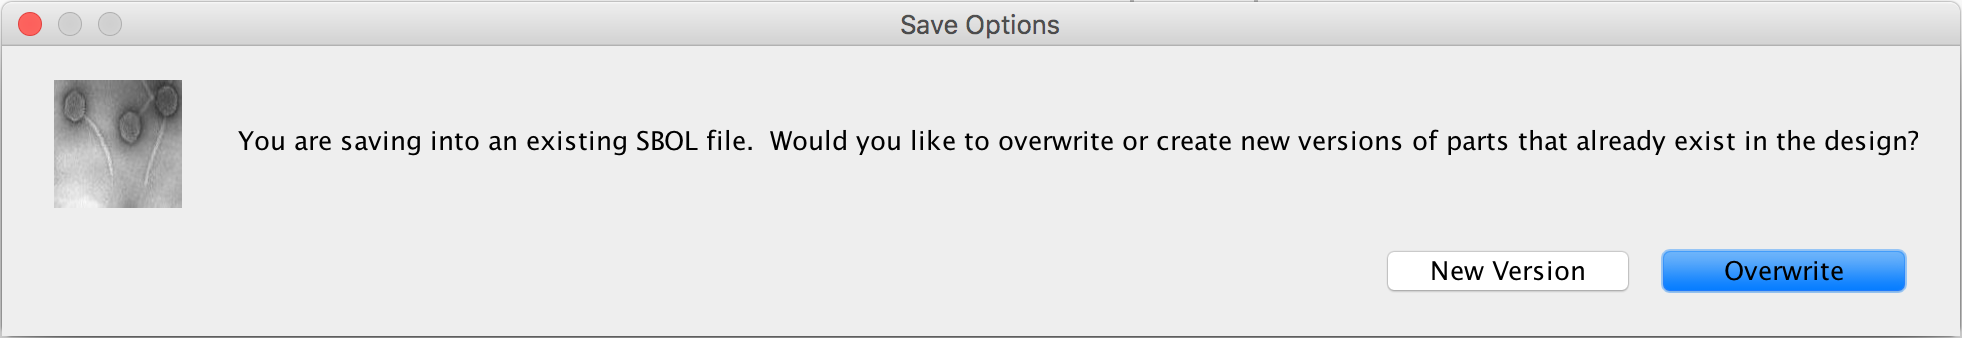 Save Options
You are saving into an existing SBOL file.  Would you like to overwrite or create new versions of parts that already exist in the design?
New Version
Overwrite